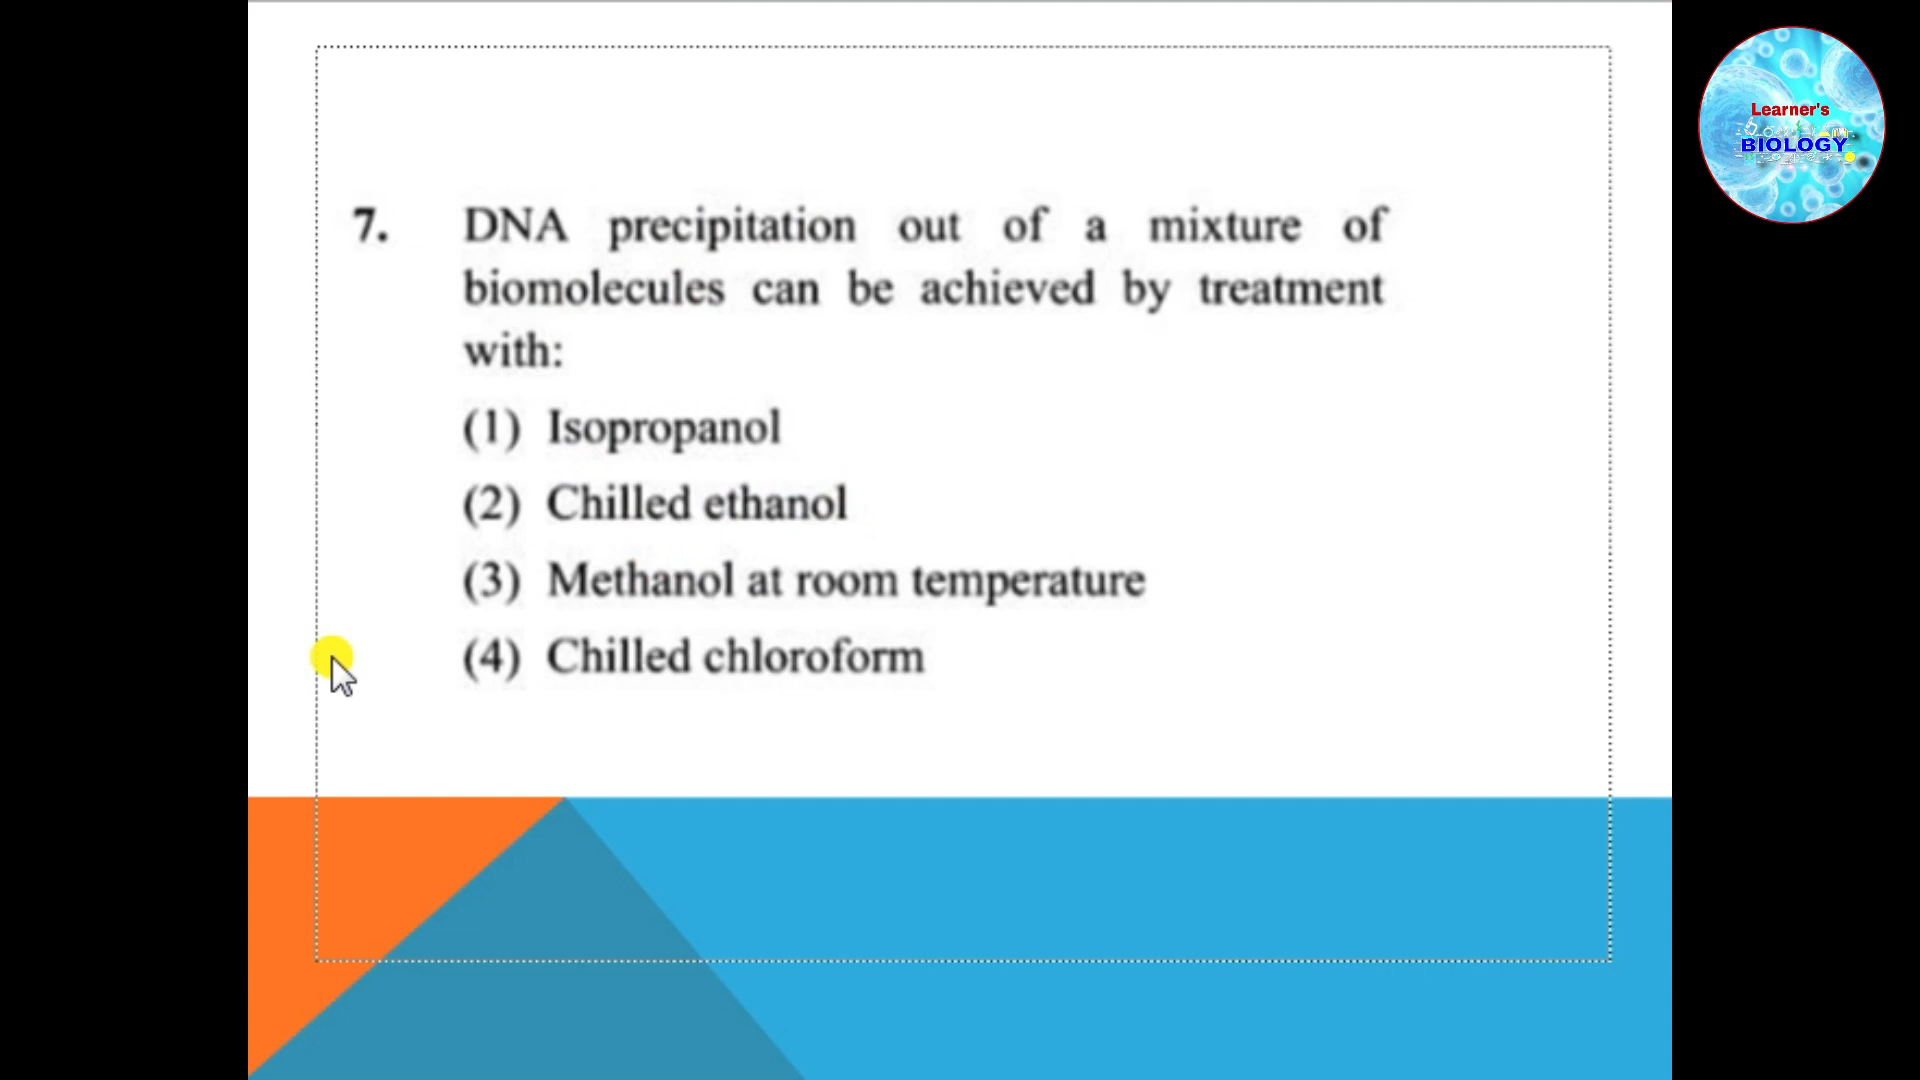 Learner's
BIOLOGY
7. DNA precipitation out of a mixture of
biomolecules can be achieved by treatment
with:
(1) Isopropanol
(2) Chilled ethanol
(3) Methanol at room temperature
(4) Chilled chloroform